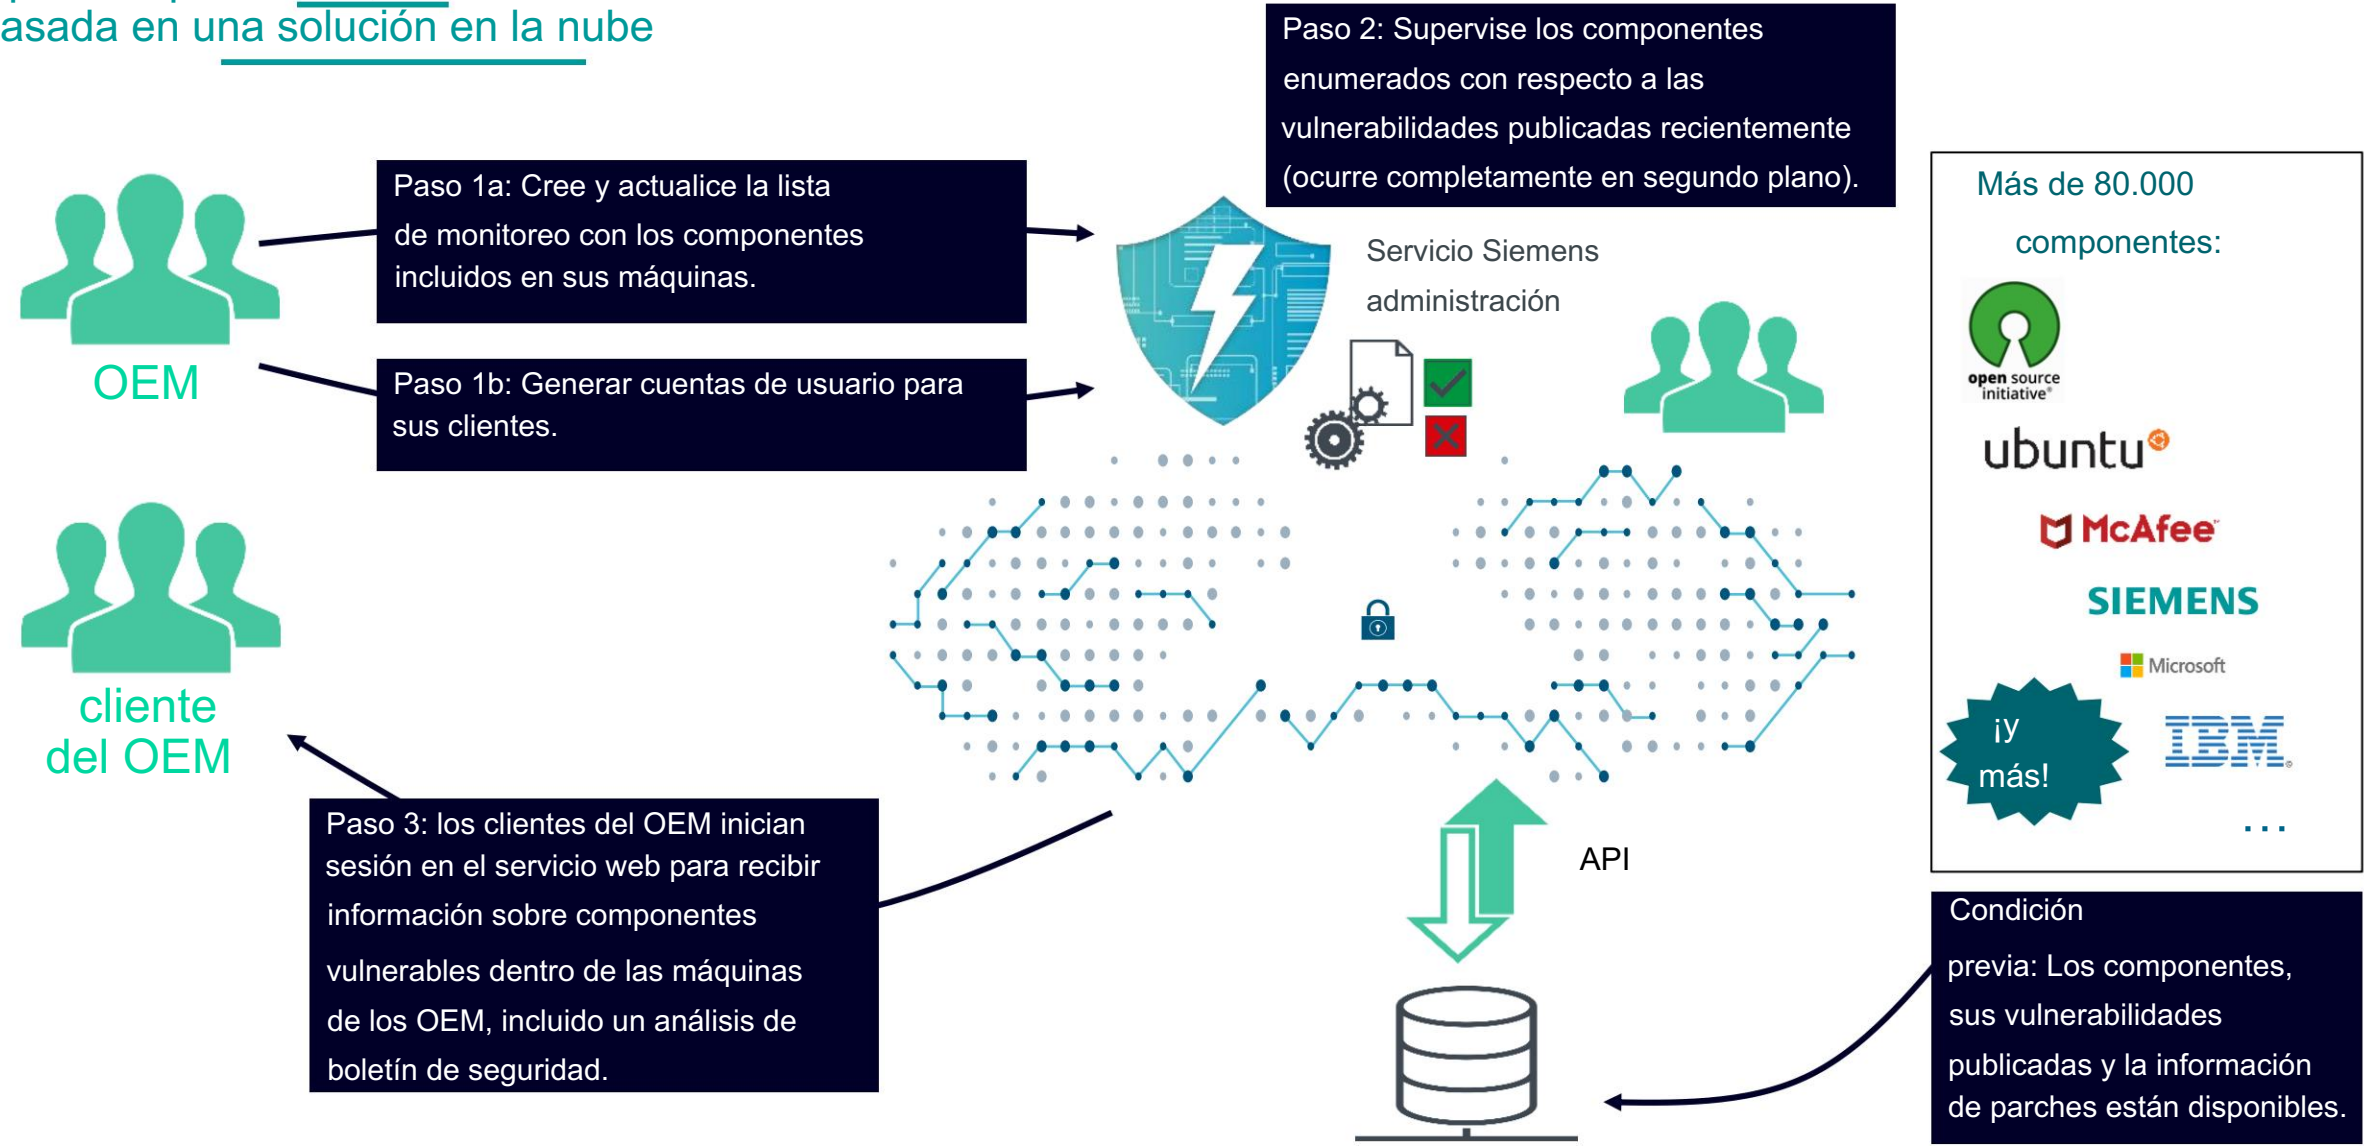 asada en una solución en la nube
Paso 2: Supervise los componentes
enumerados con respecto a las
vulnerabilidades publicadas recientemente
(ocurre completamente en segundo plano).
Paso 1a: Cree y actualice la lista
de monitoreo con los componentes
incluidos en sus máquinas.
OEM
Paso 1b: Generar cuentas de usuario para
sus clientes.
Servicio Siemens
administración
cliente
del OEM
Paso 3: los clientes del OEM inician
sesión en el servicio web para recibir
información sobre componentes
vulnerables dentro de las máquinas
de los OEM, incluido un análisis de
boletín de seguridad.
API
Más de 80.000
componentes:
open source
initiative®
ubuntu
McAfee
SIEMENS
Microsoft
¡y
más!
IBM®
...
Condición
previa: Los componentes,
sus vulnerabilidades
publicadas y la información
de parches están disponibles.